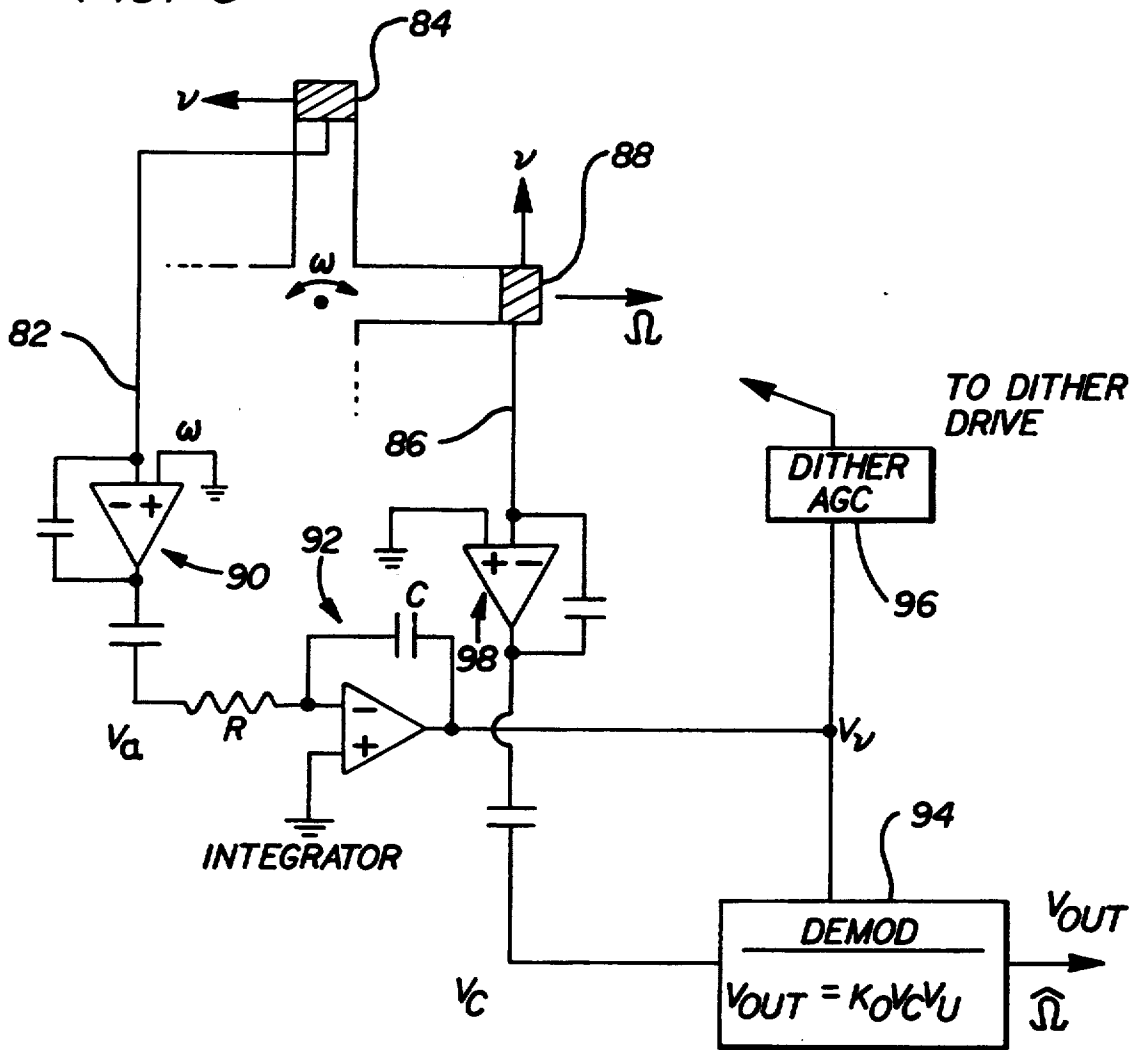 84
ν
ν
88
ω
Ω
82
86
TO DITHER
DRIVE
ω
DITHER
AGC
- +
+ -
90
92
C
98
96
R
-
+
Va
Vν
INTEGRATOR
94
DEMOD
VOUT
VC
VOUT = KOVCVU
Ω̂